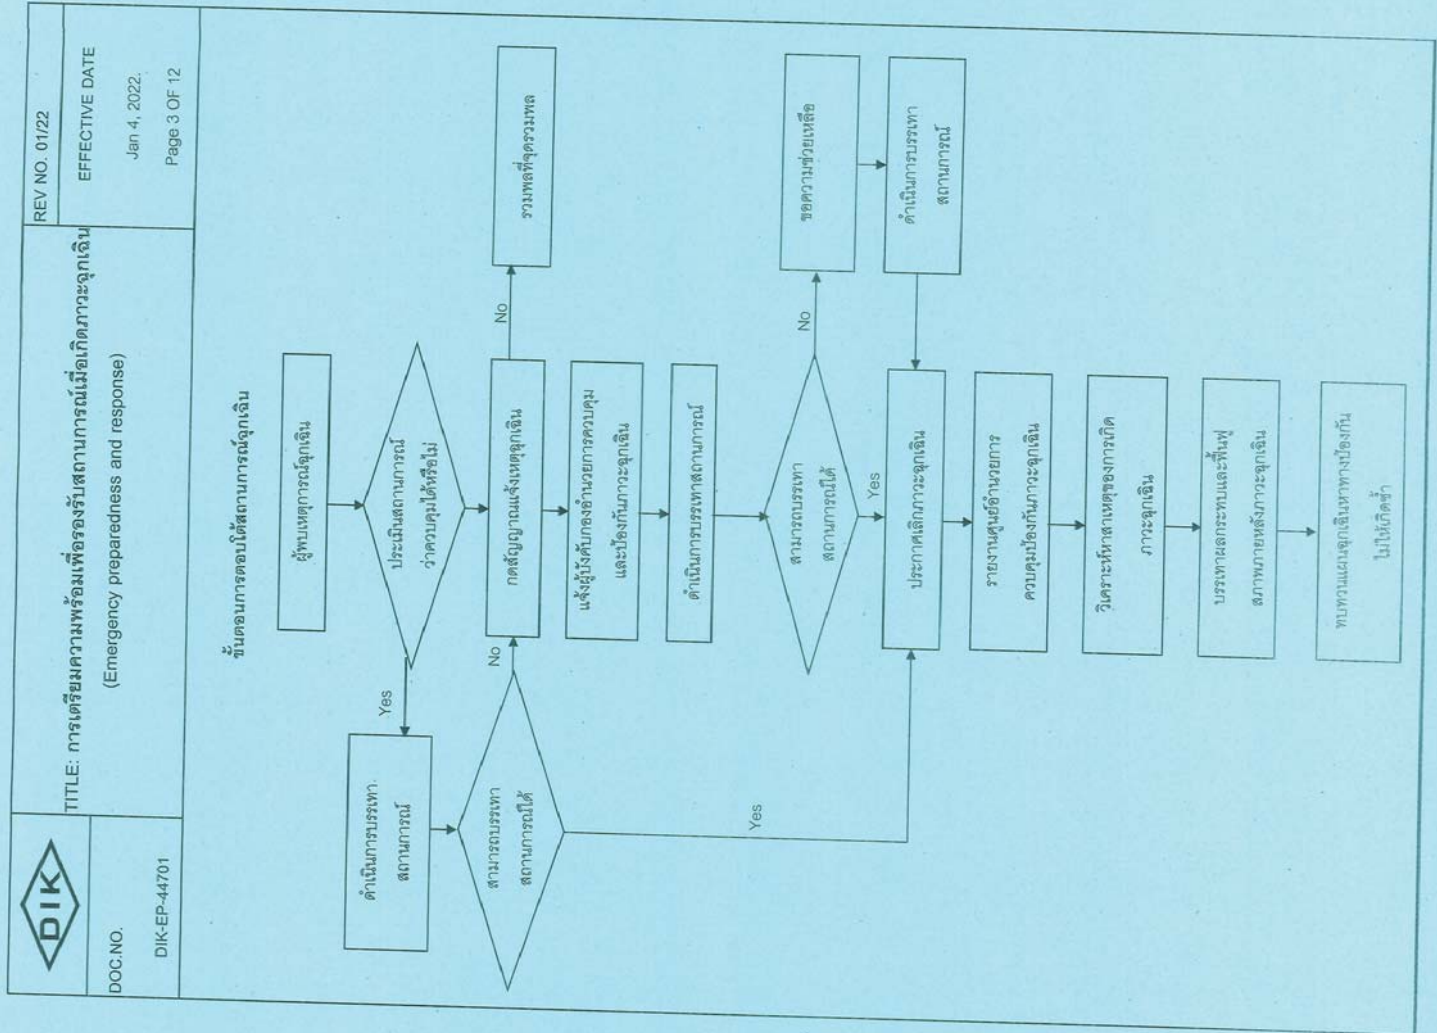 DIK
TITLE: การเตรียมความพร้อมเพื่อรองรับสถานการณ์เมื่อเกิดภาวะฉุกเฉิน
(Emergency preparedness and response)
REV NO. 01/22
DOC.NO.
DIK-EP-44701
EFFECTIVE DATE
Jan 4, 2022.
Page 3 OF 12
ขั้นตอนการตอบโต้สถานการณ์ฉุกเฉิน
ผู้พบเหตุการณ์ฉุกเฉิน
ประเมินสถานการณ์
ว่าควบคุมได้หรือไม่
Yes
ดำเนินการบรรเทา
สถานการณ์
สามารถบรรเทา
สถานการณ์ได้
No
Yes
กดสัญญาณแจ้งเหตุฉุกเฉิน
No
รวมพลที่จุดรวมพล
แจ้งผู้บังคับกองอำนวยการควบคุม
และป้องกันภาวะฉุกเฉิน
ดำเนินการบรรเทาสถานการณ์
สามารถบรรเทา
สถานการณ์ได้
No
ขอความช่วยเหลือ
ดำเนินการบรรเทา
สถานการณ์
Yes
ประกาศเลิกภาวะฉุกเฉิน
รายงานศูนย์อำนวยการ
ควบคุมป้องกันภาวะฉุกเฉิน
วิเคราะห์หาสาเหตุของการเกิด
ภาวะฉุกเฉิน
บรรเทาผลกระทบและฟื้นฟู
สภาพภายหลังภาวะฉุกเฉิน
ทบทวนแผนฉุกเฉินหาทางป้องกัน
ไม่ให้เกิดซ้ำ